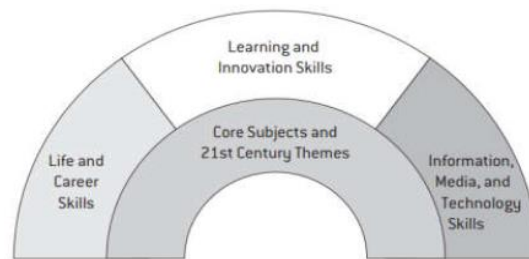 Learning and
Innovation Skills
Core Subjects and
21st Century Themes
Life and
Career
Skills
Information,
Media, and
Technology
Skills